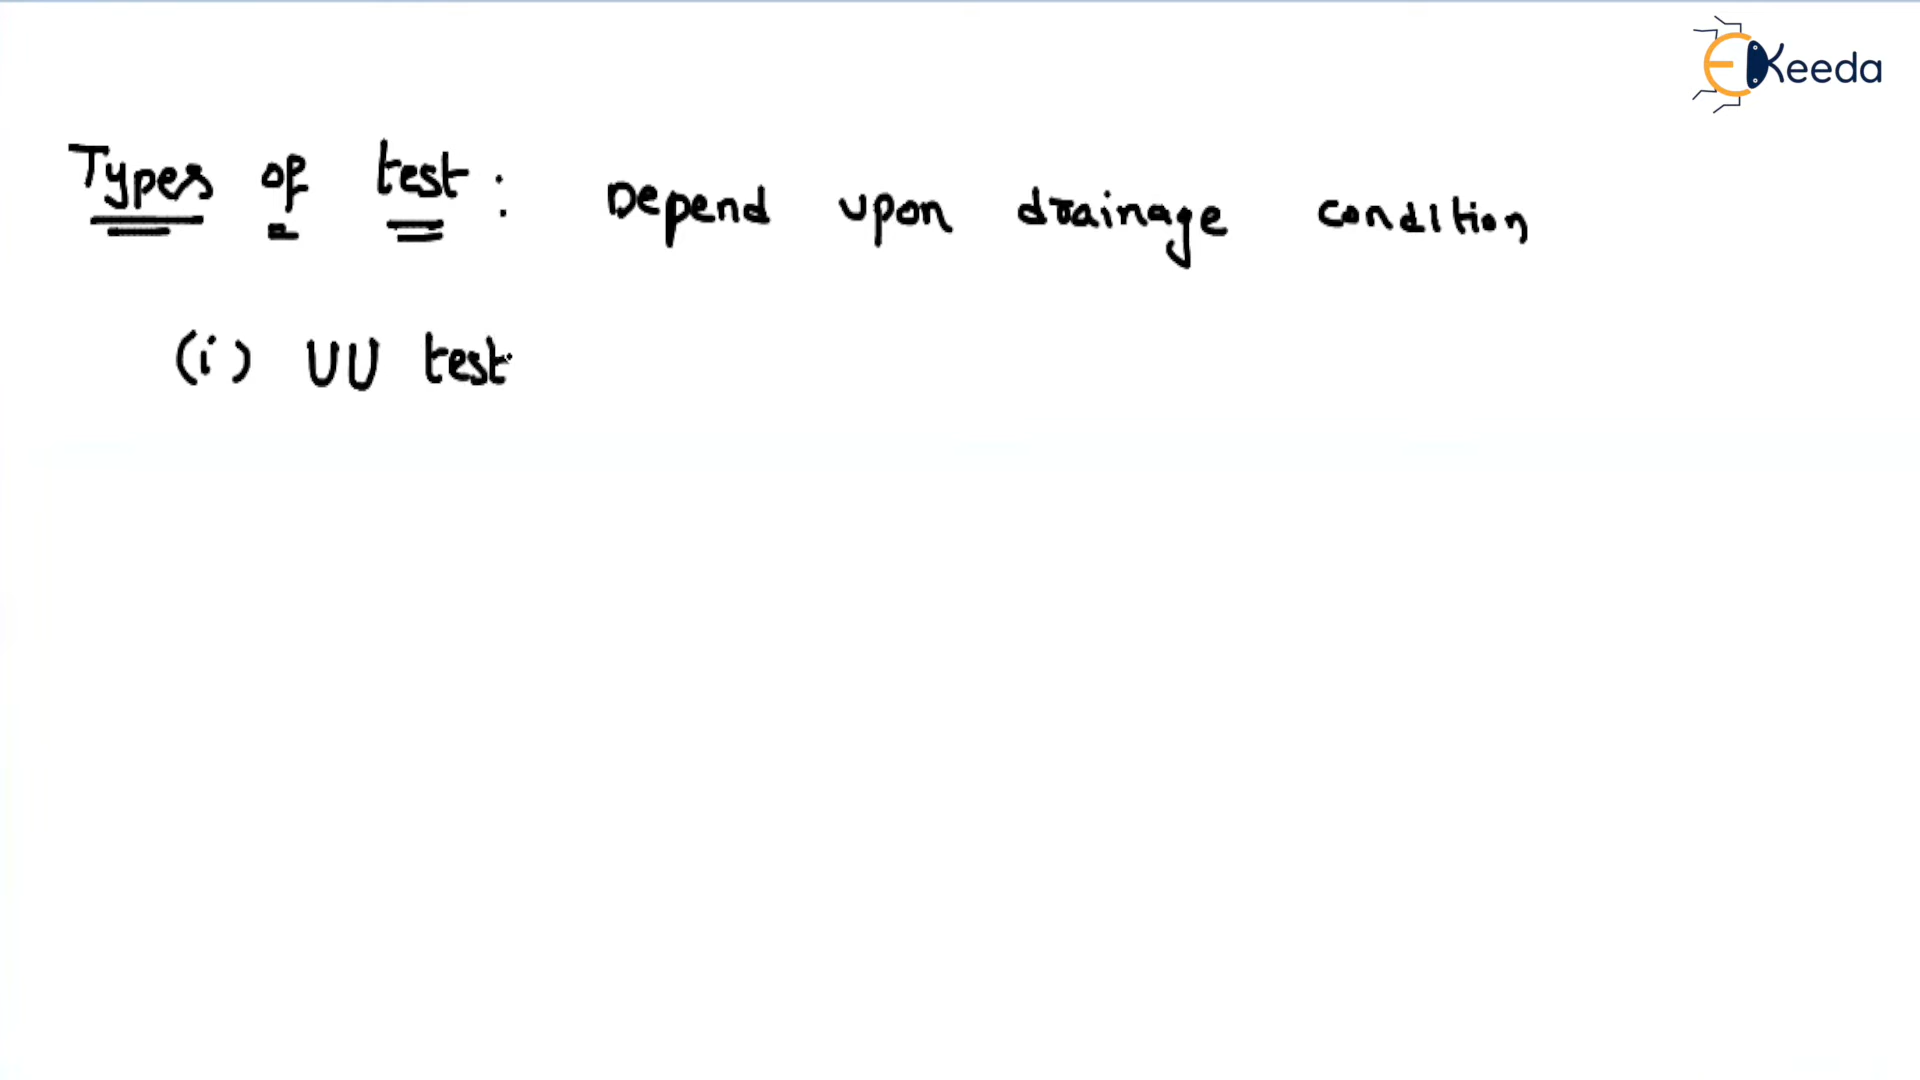 EKeeda
Types of test : Depend upon drainage condition
(i) UU test